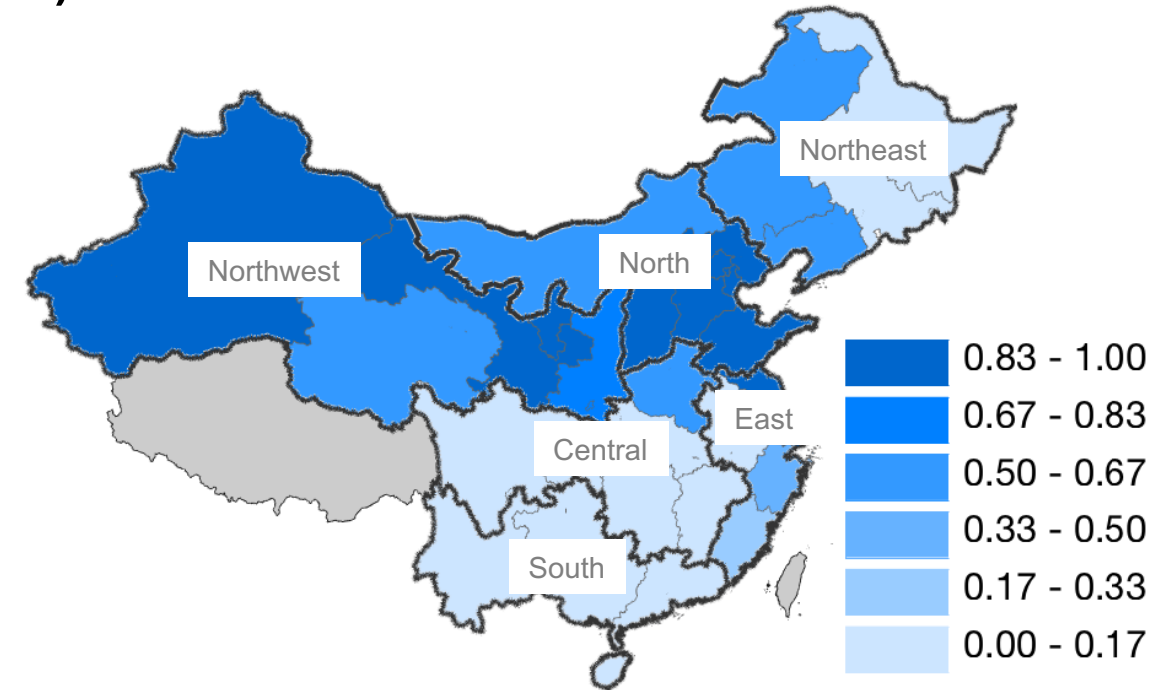 Northeast
North
Northwest
East
Central
South
0.83 - 1.00
0.67 - 0.83
0.50 - 0.67
0.33 - 0.50
0.17 - 0.33
0.00 - 0.17